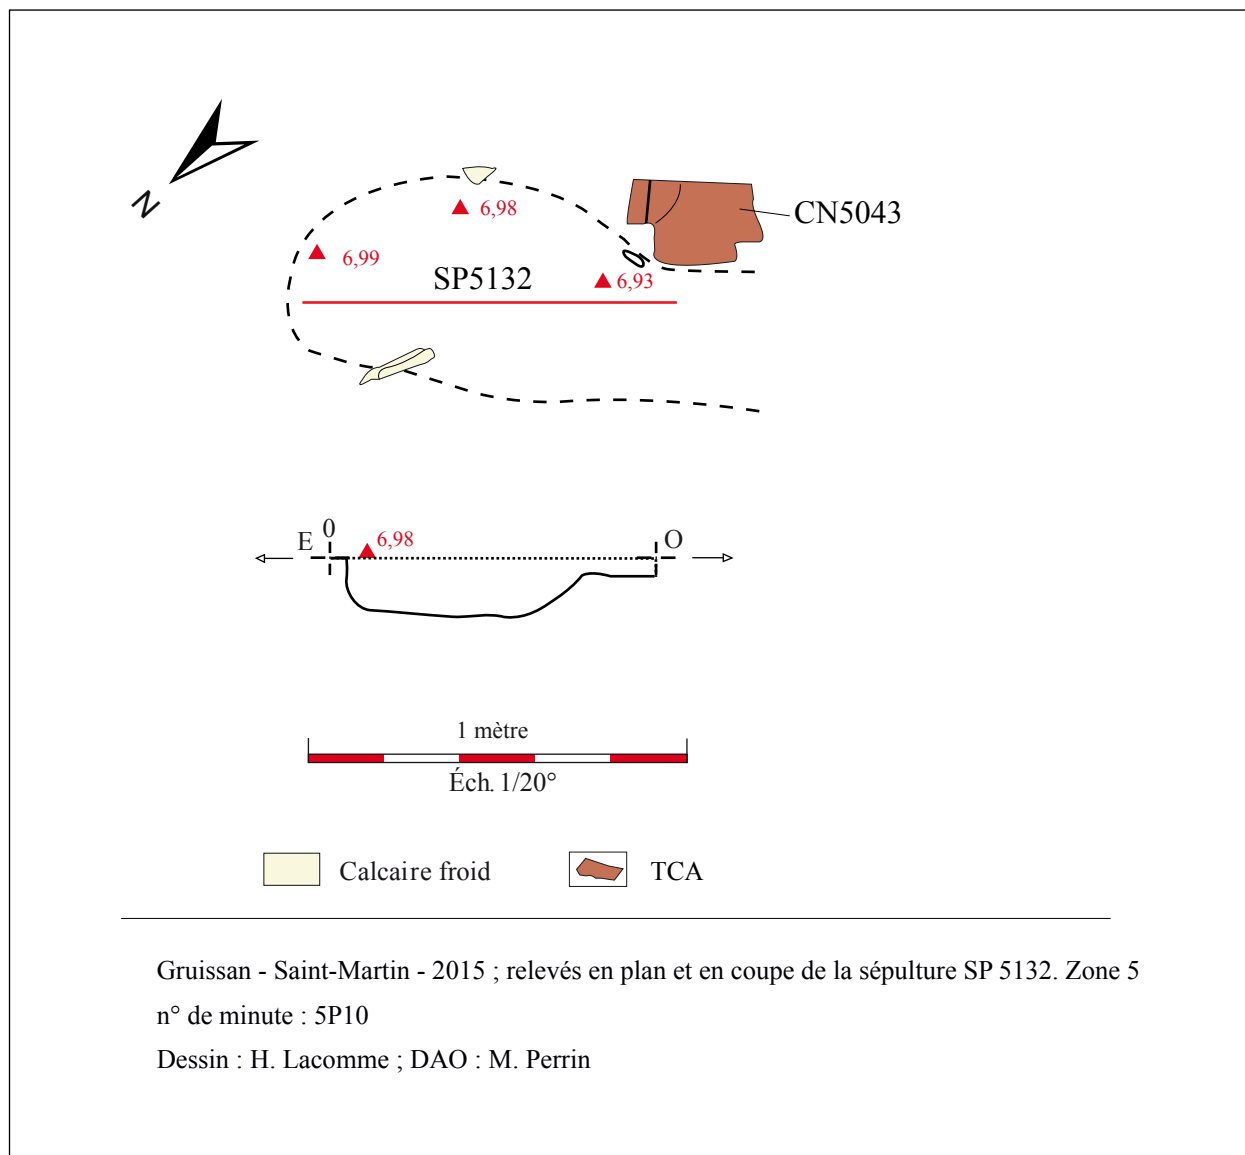 N
6,98
CN5043
6,99
SP5132
6,93
E
0
6,98
O
1 mètre
Éch. 1/20°
Calcaire froid
TCA
Gruissan - Saint-Martin - 2015 ; relevés en plan et en coupe de la sépulture SP 5132. Zone 5
n° de minute : 5P10
Dessin : H. Lacomme ; DAO : M. Perrin